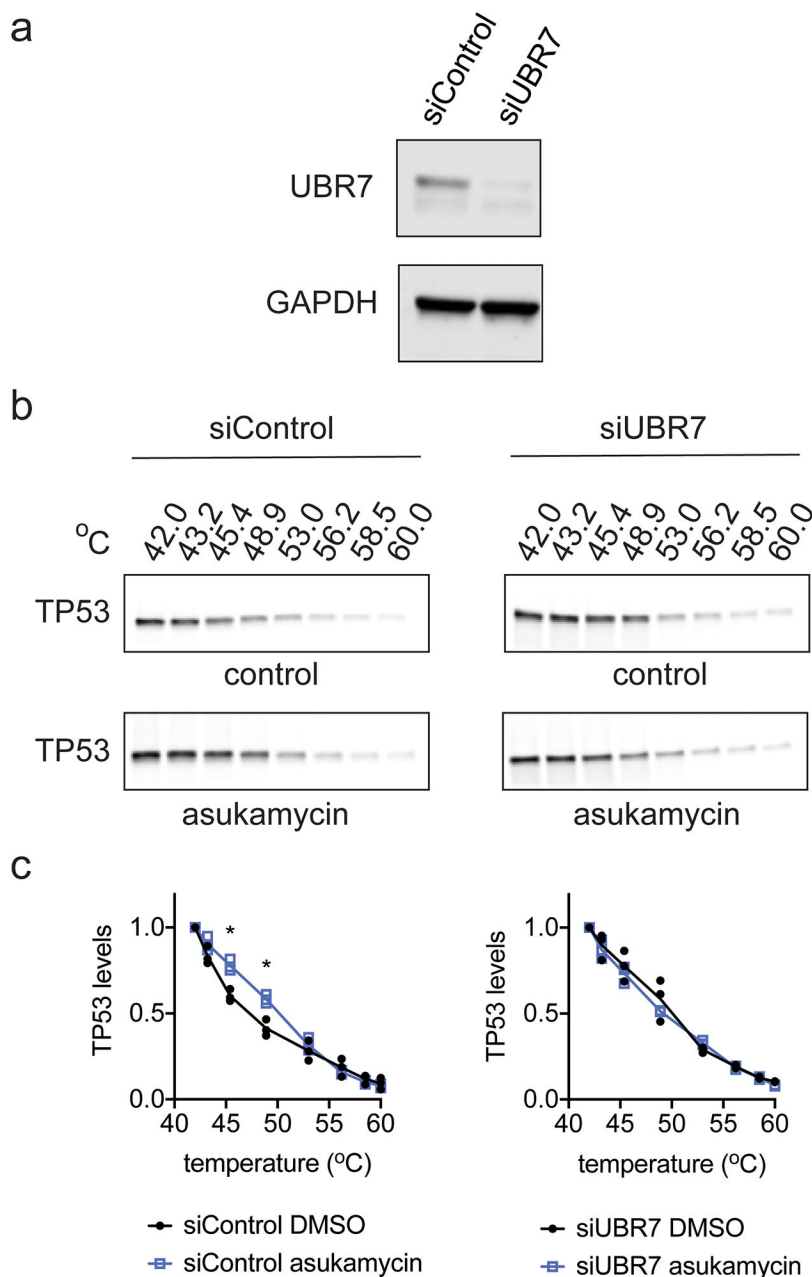 a
siControl siUBR7
UBR7
GAPDH
b
siControl siUBR7
°C 42.0 43.2 45.4 48.9 53.0 56.2 58.5 60.0 42.0 43.2 45.4 48.9 53.0 56.2 58.5 60.0
TP53
control control
TP53
asukamycin asukamycin
c
TP53 levels
1.0
0.5
0.0
* *
40 45 50 55 60
temperature (°C)
siControl DMSO
siControl asukamycin
TP53 levels
1.0
0.5
0.0
40 45 50 55 60
temperature (°C)
siUBR7 DMSO
siUBR7 asukamycin